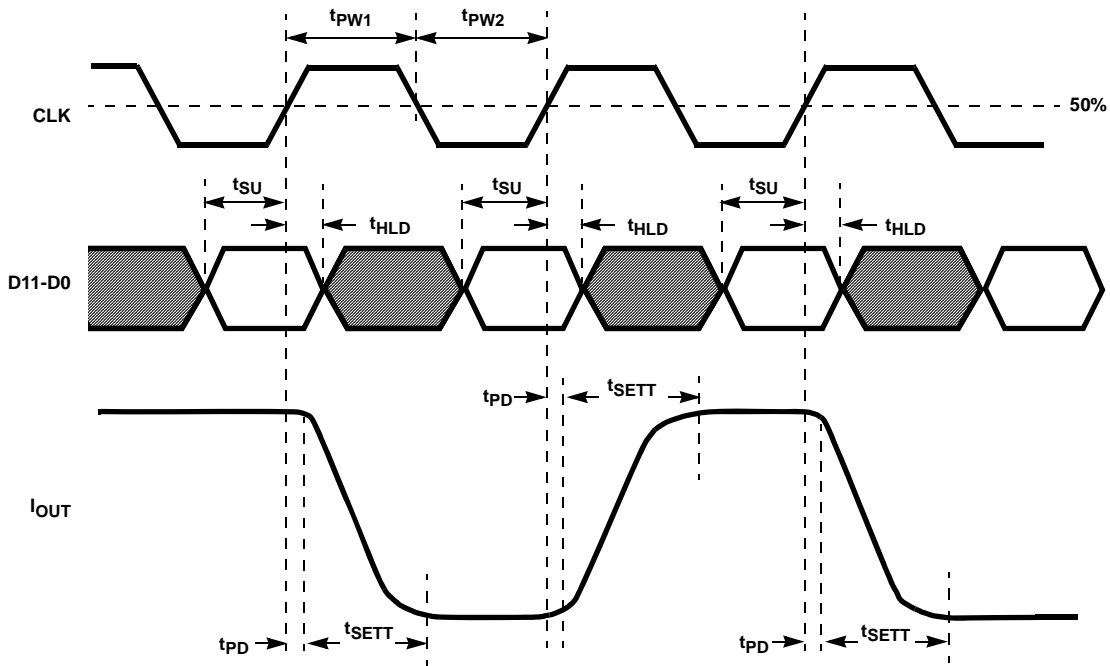 tPW1 tPW2
CLK
50%
tSU tSU tSU
tHLD tHLD tHLD
D11-D0
tPD tSETT
IOUT
tPD tSETT tPD tSETT